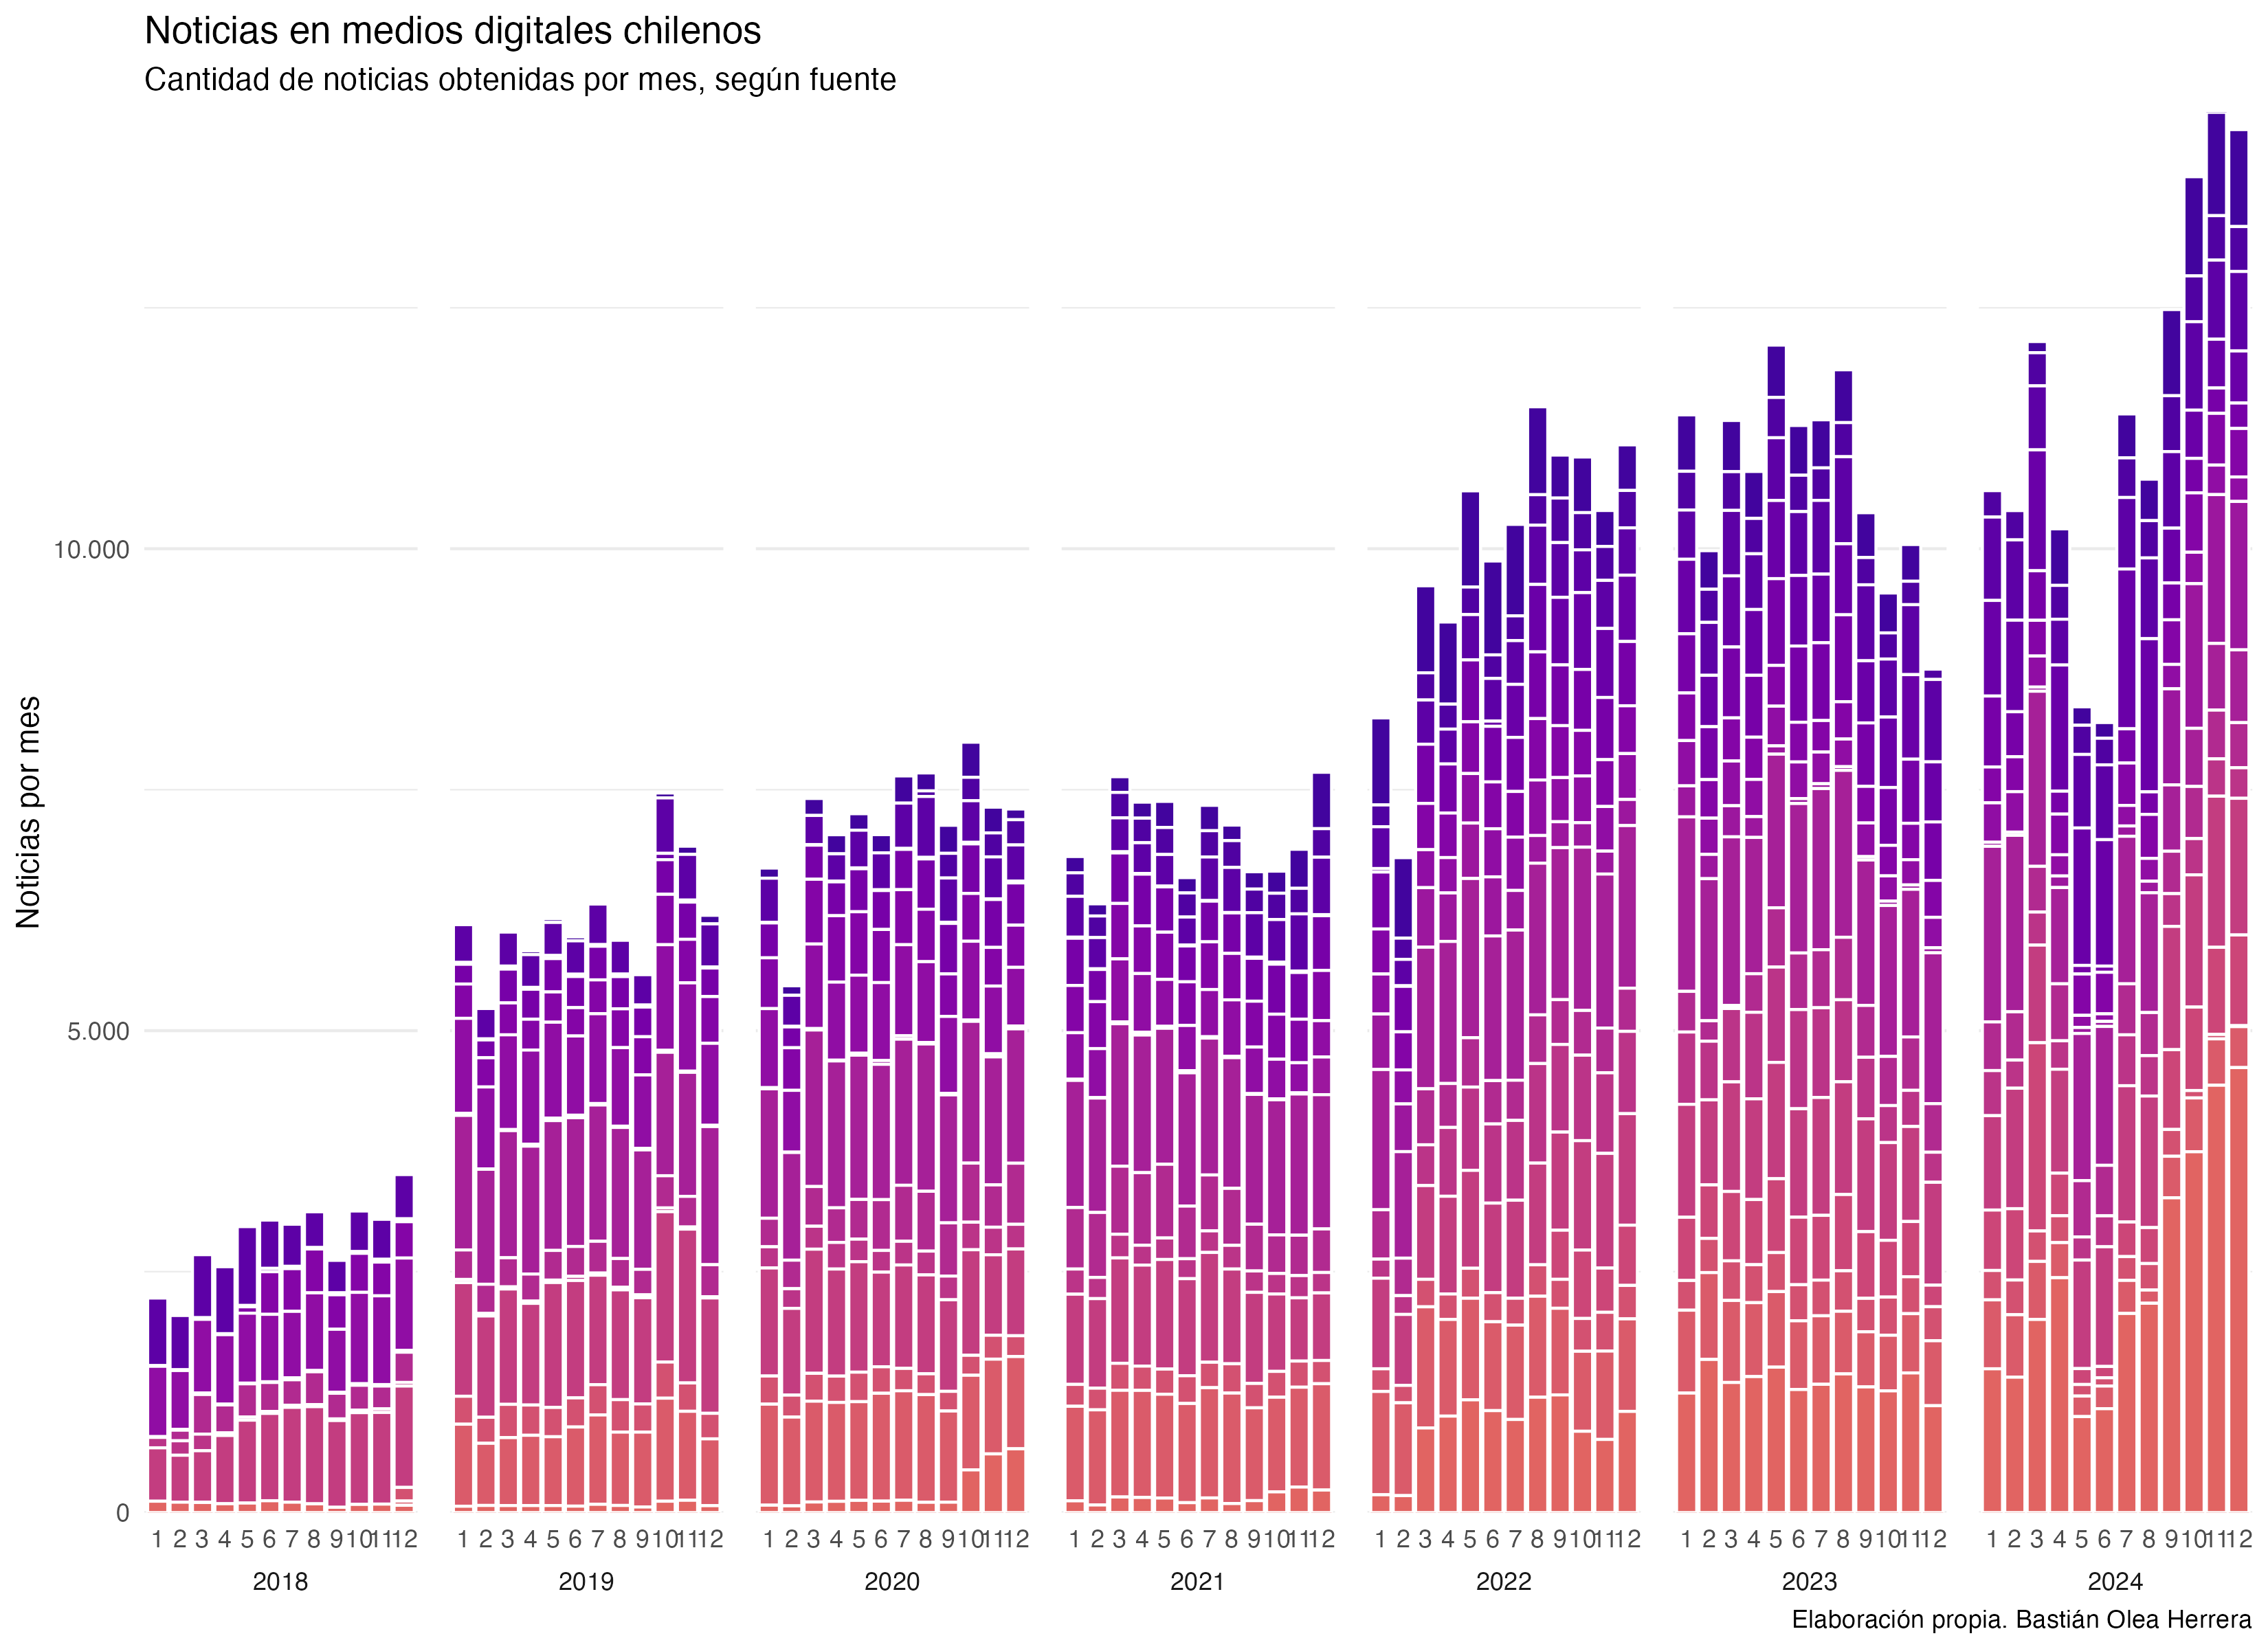 Noticias en medios digitales chilenos
Cantidad de noticias obtenidas por mes, según fuente
Noticias por mes
10.000
5.000
0
1 2 3 4 5 6 7 8 9 10 11 12
1 2 3 4 5 6 7 8 9 10 11 12
1 2 3 4 5 6 7 8 9 10 11 12
1 2 3 4 5 6 7 8 9 10 11 12
1 2 3 4 5 6 7 8 9 10 11 12
1 2 3 4 5 6 7 8 9 10 11 12
1 2 3 4 5 6 7 8 9 10 11 12
2018 2019 2020 2021 2022 2023 2024
Elaboración propia. Bastián Olea Herrera